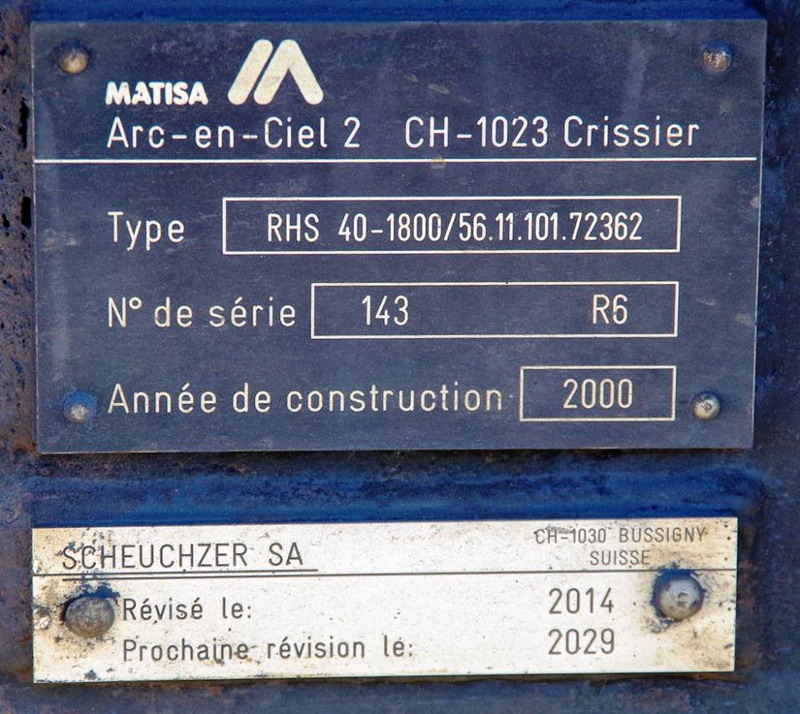 MATISA
Arc-en-Ciel 2 CH-1023 Crissier
Type RHS 40-1800/56.11.101.72362
N° de série 143 R6
Année de construction 2000
SCHEUCHZER SA CH-1030 BUSSIGNY
SUISSE
Révisé le: 2014
Prochaine révision le: 2029